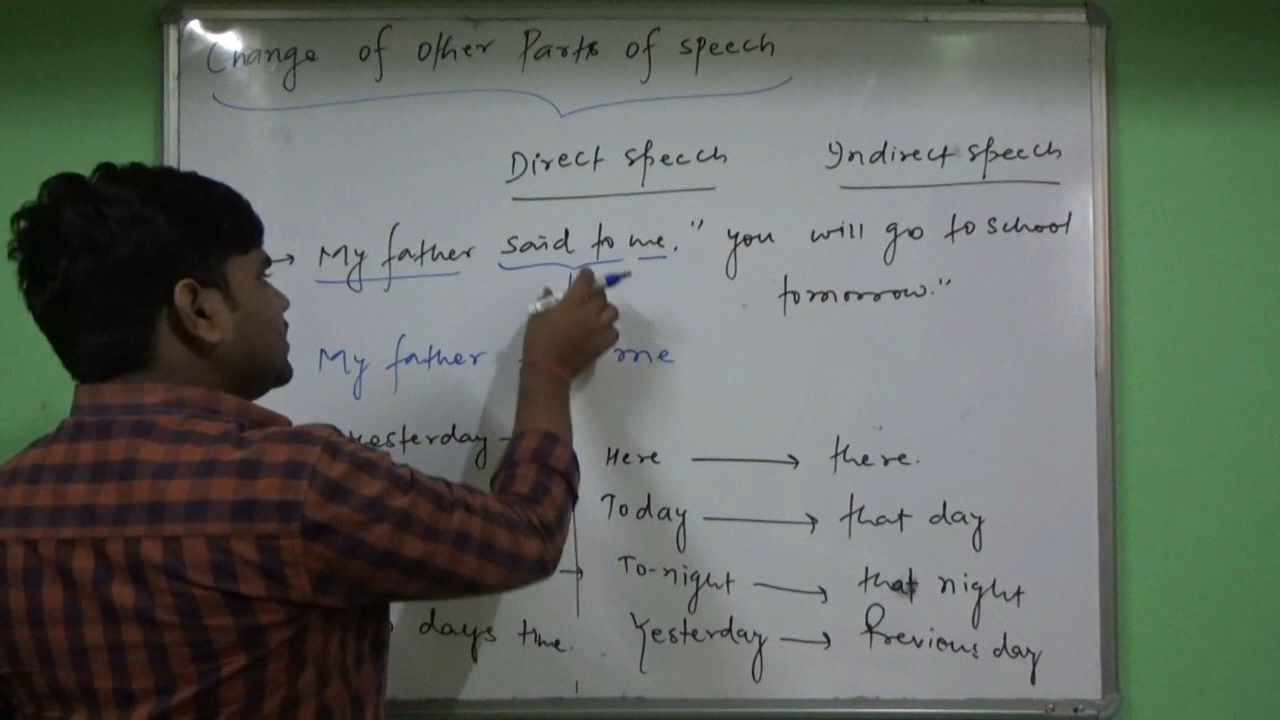 Change of other Parts of speech
Direct speech Indirect speech
→ My father said to me. " you will go to school
tomorrow."
My father me
yesterday -
Here → there.
Today → that day
To-night → that night
Yesterday → Previous day
days time.